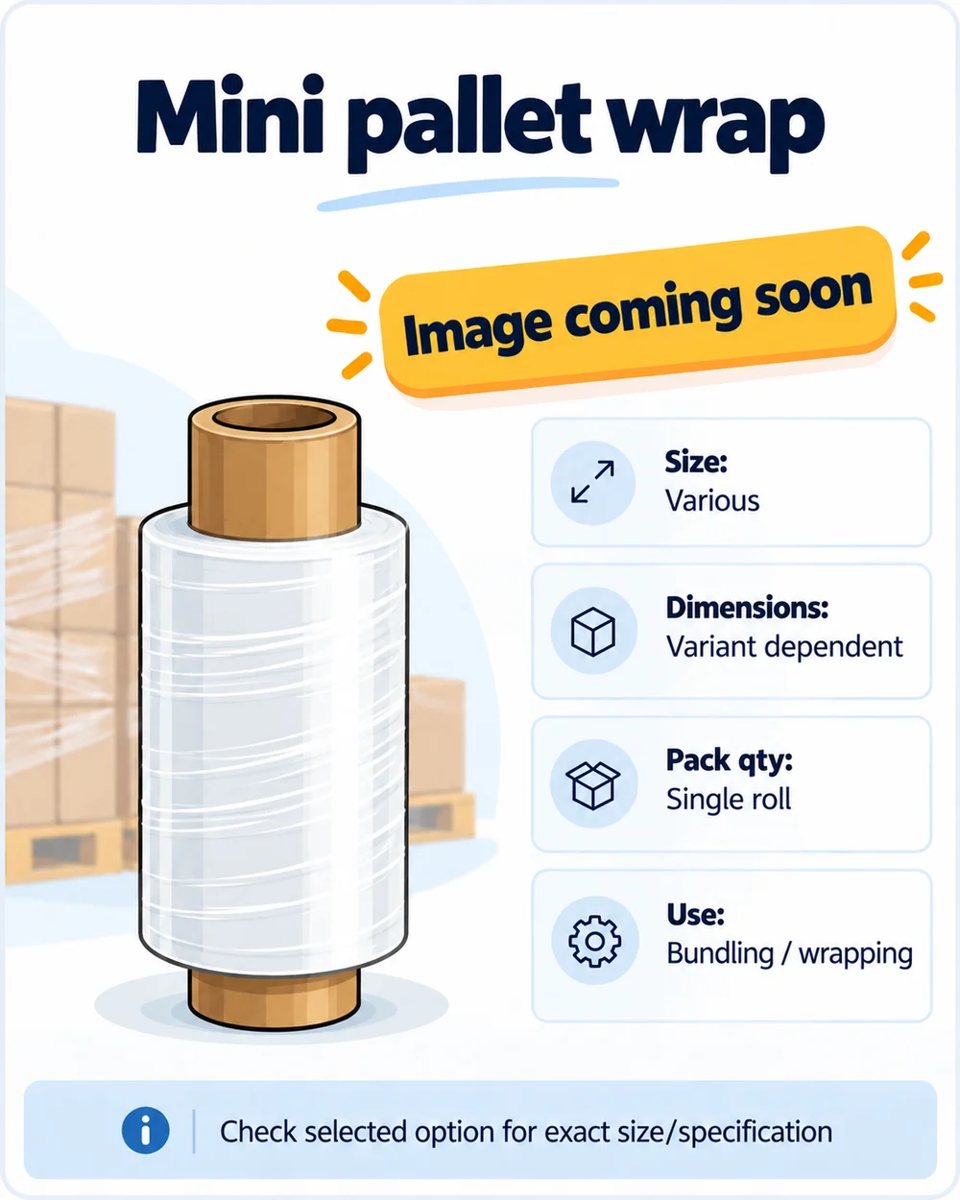 Mini pallet wrap
Image coming soon
Size:
Various
Dimensions:
Variant dependent
Pack qty:
Single roll
Use:
Bundling / wrapping
Check selected option for exact size/specification